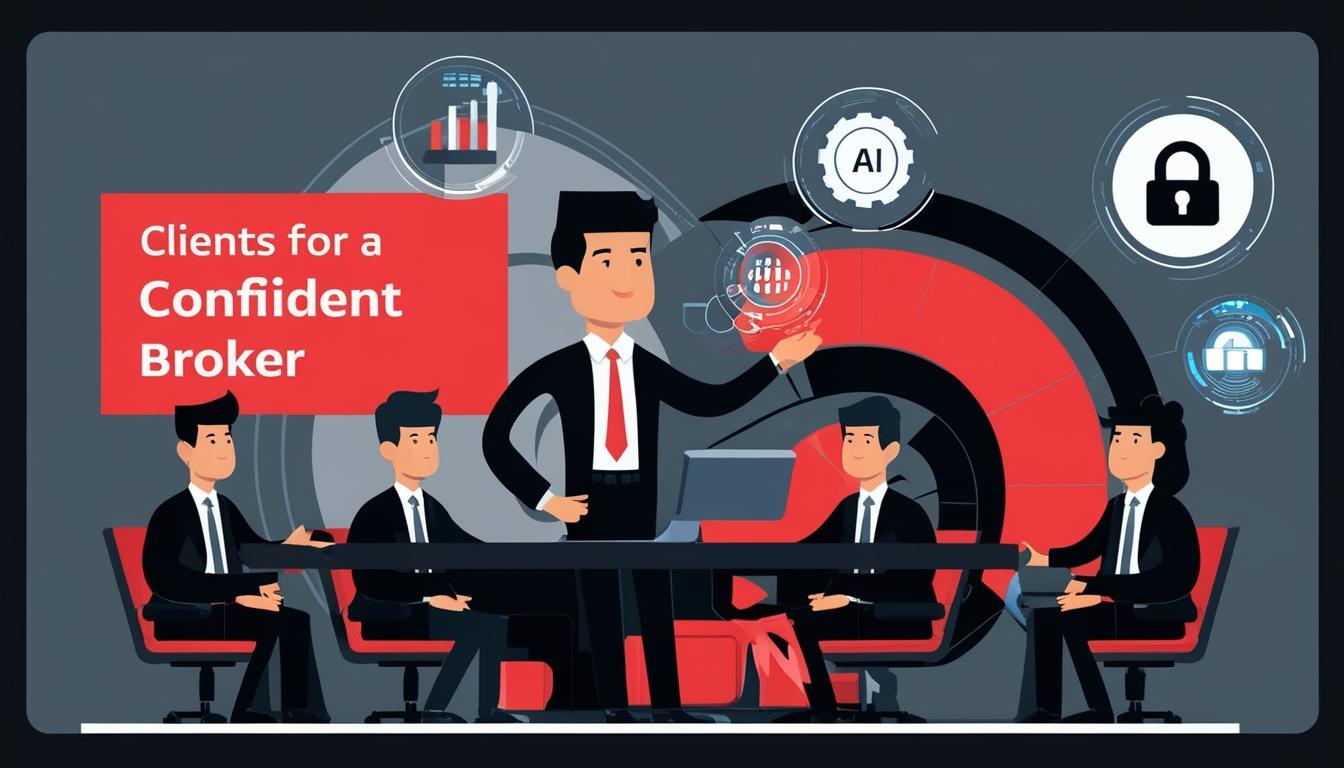 Clients for a
Confiident
Broker
AI